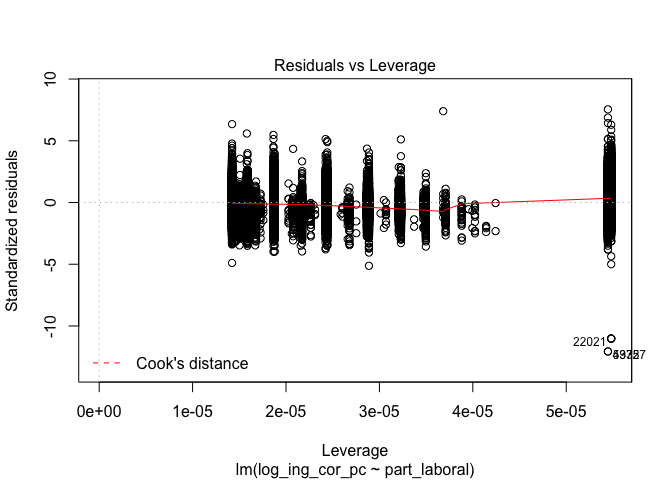 Residuals vs Leverage
10
5
0
-5
-10
Standardized residuals
22021
Cook's distance
0e+00 1e-05 2e-05 3e-05 4e-05 5e-05
Leverage
lm(log_ing_cor_pc ~ part_laboral)